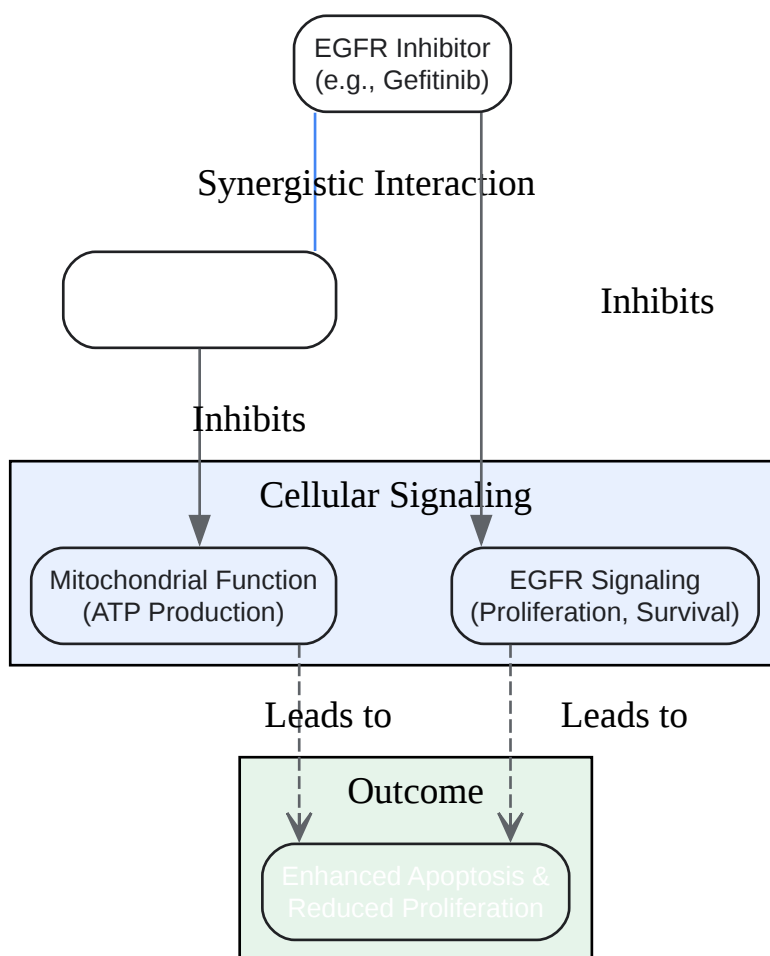 EGFR Inhibitor
(e.g., Gefitinib)
Synergistic Interaction
Inhibits
Inhibits
Cellular Signaling
Mitochondrial Function
(ATP Production)
EGFR Signaling
(Proliferation, Survival)
Leads to
Leads to
Outcome
Enhanced Apoptosis &
Reduced Proliferation